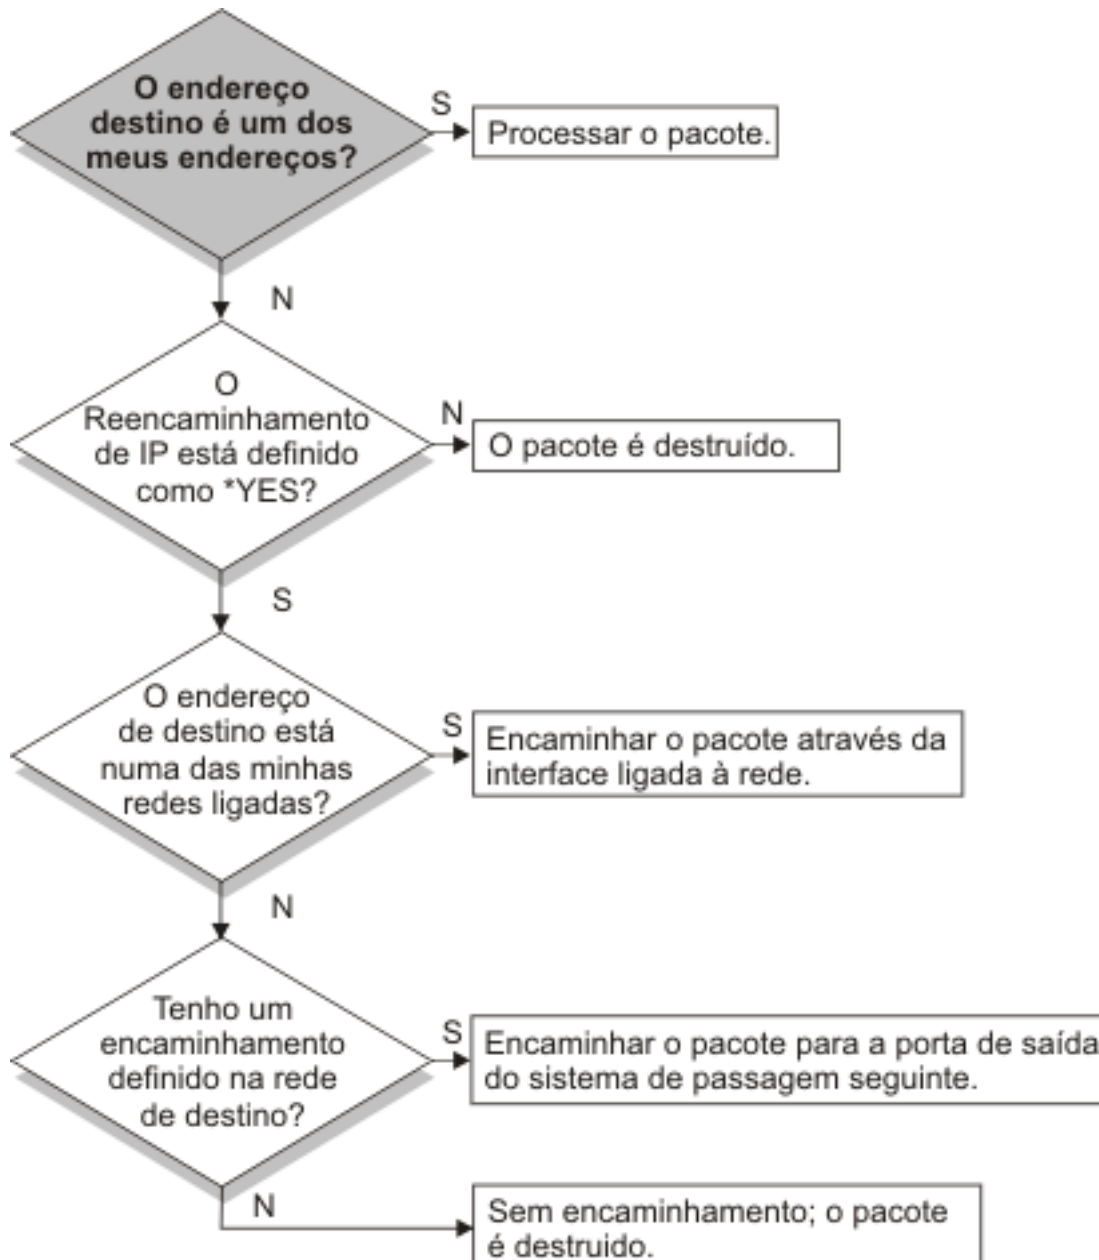 O endereço
destino é um dos
meus endereços?
S
Processar o pacote.
N
O
Reencaminhamento
de IP está definido
como *YES?
N
O pacote é destruído.
S
O endereço
de destino está
numa das minhas
redes ligadas?
S
Encaminhar o pacote através da
interface ligada à rede.
N
Tenho um
encaminhamento
definido na rede
de destino?
S
Encaminhar o pacote para a porta de saída
do sistema de passagem seguinte.
N
Sem encaminhamento; o pacote
é destruido.